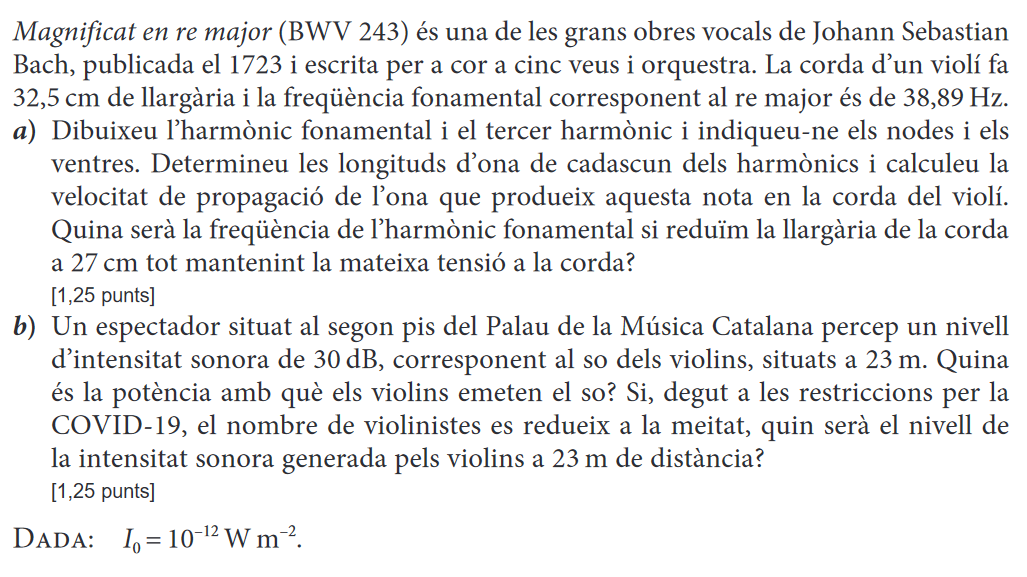 Magnificat en re major (BWV 243) és una de les grans obres vocals de Johann Sebastian
Bach, publicada el 1723 i escrita per a cor a cinc veus i orquestra. La corda d’un violí fa
32,5 cm de llargària i la freqüència fonamental corresponent al re major és de 38,89 Hz.
a) Dibuixeu l’harmònic fonamental i el tercer harmònic i indiqueu-ne els nodes i els
ventres. Determineu les longituds d’ona de cadascun dels harmònics i calculeu la
velocitat de propagació de l’ona que produeix aquesta nota en la corda del violí.
Quina serà la freqüència de l’harmònic fonamental si reduïm la llargària de la corda
a 27 cm tot mantenint la mateixa tensió a la corda?
[1,25 punts]
b) Un espectador situat al segon pis del Palau de la Música Catalana percep un nivell
d’intensitat sonora de 30 dB, corresponent al so dels violins, situats a 23 m. Quina
és la potència amb què els violins emeten el so? Si, degut a les restriccions per la
COVID-19, el nombre de violinistes es redueix a la meitat, quin serà el nivell de
la intensitat sonora generada pels violins a 23 m de distància?
[1,25 punts]
DADA: I₀ = 10⁻¹² W m⁻².